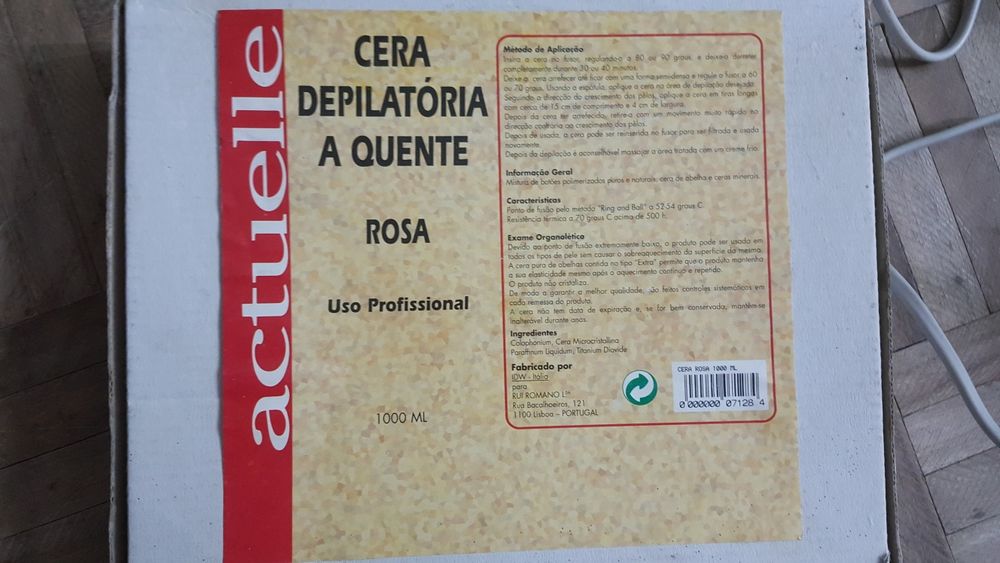 actuelle
CERA
DEPILATÓRIA
A QUENTE
ROSA
Uso Profissional
1000 ML
Método de Aplicação
Insira a cera no fusor, regulando-o a 80 ou 90 graus, e deixe-a derreter
completamente durante 30 ou 40 minutos.
Deixe a cera arrefecer até ficar com uma forma semidensa e regule o fusor a 60
ou 70 graus. Usando a espátula, aplique a cera na área de depilação desejada.
Seguindo a direcção do crescimento dos pêlos, aplique a cera em tiras longas
com cerca de 15 cm de comprimento e 4 cm de largura.
Depois da cera ter arrefecido, retire-a com um movimento muito rápido na
direcção contrária ao crescimento dos pêlos.
Depois de usada, a cera pode ser reinserida no fusor para ser filtrada e usada
novamente.
Depois da depilação é aconselhável massajar a área tratada com um creme frio.
Informação Geral
Mistura de botões polimerizados puros e naturais, cera de abelha e ceras minerais.
Características
Ponto de fusão pelo método "Ring and Ball" a 52-54 graus C.
Resistência térmica a 70 graus C acima de 500 h.
Exame Organolético
Devido ao ponto de fusão extremamente baixo, o produto pode ser usado em
todos os tipos de pele sem causar o sobreaquecimento da superfície da mesma.
A cera pura de abelhas contida no tipo "Extra" permite que o produto mantenha
a sua elasticidade mesmo após o aquecimento contínuo e repetido.
O produto não cristaliza.
De modo a garantir a melhor qualidade, são feitos controles sistemáticos em
cada remessa do produto.
A cera não tem data de expiração e, se for bem conservada, mantêm-se
inalterável durante anos.
Ingredientes
Colophonium, Cera Microcristallina
Paraffinum Liquidum, Titanium Dioxide
Fabricado por
IDW - Italia
para
RUI ROMANO Lda
Rua Bacalhoeiros, 121
1100 Lisboa – PORTUGAL
CERA ROSA 1000 ML
0 000000 07128 4